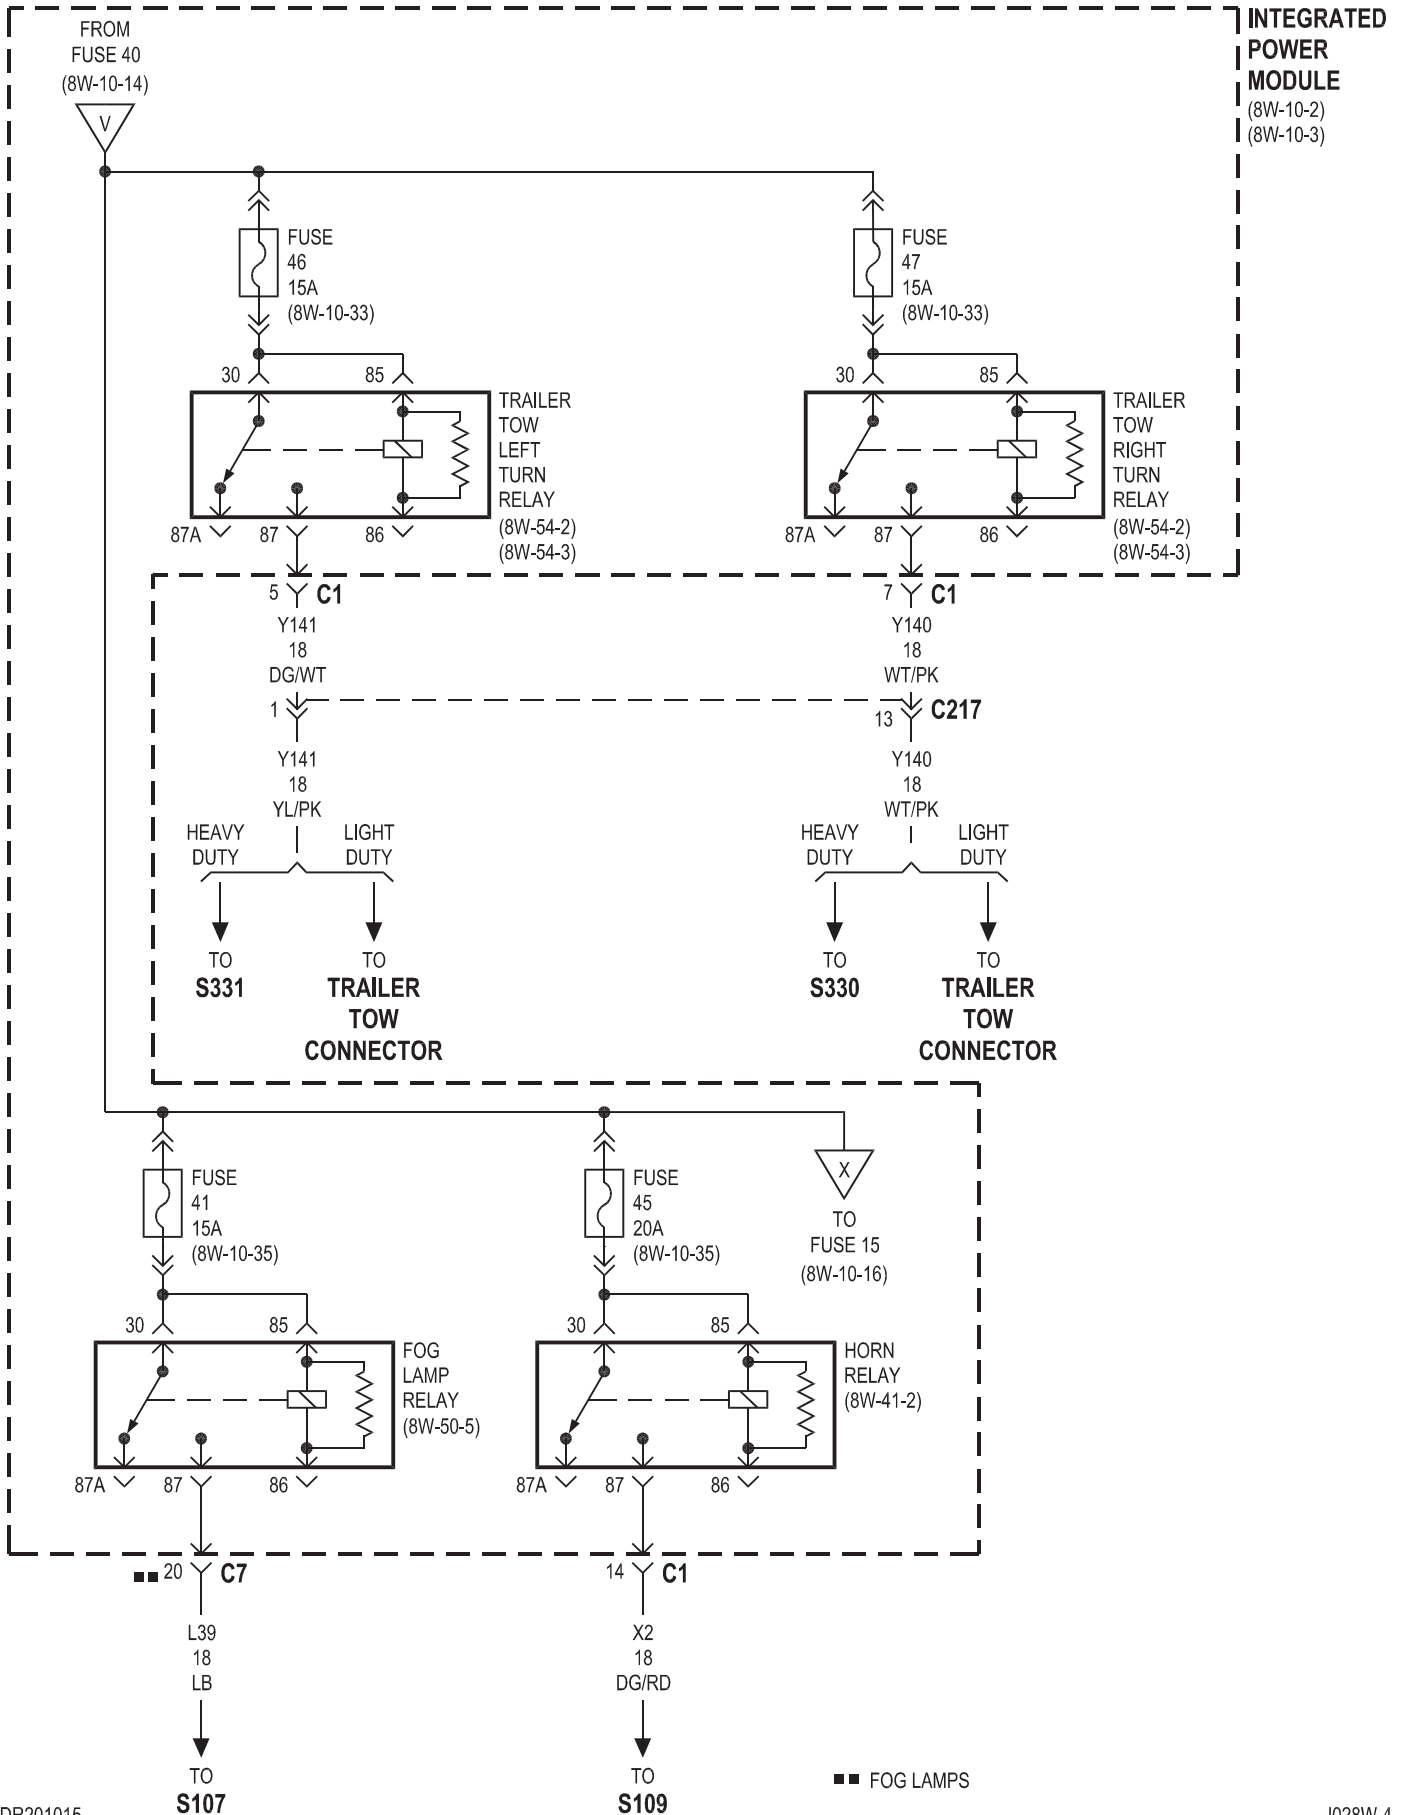 FROM
FUSE 40
(8W-10-14)
V
INTEGRATED
POWER
MODULE
(8W-10-2)
(8W-10-3)
FUSE
46
15A
(8W-10-33)
FUSE
47
15A
(8W-10-33)
30
85
TRAILER
TOW
LEFT
TURN
RELAY
(8W-54-2)
(8W-54-3)
87A
87
86
30
85
TRAILER
TOW
RIGHT
TURN
RELAY
(8W-54-2)
(8W-54-3)
87A
87
86
5
C1
Y141
18
DG/WT
1
Y141
18
YL/PK
7
C1
Y140
18
WT/PK
13
C217
Y140
18
WT/PK
HEAVY
DUTY
LIGHT
DUTY
TO
S331
TO
TRAILER
TOW
CONNECTOR
HEAVY
DUTY
LIGHT
DUTY
TO
S330
TO
TRAILER
TOW
CONNECTOR
FUSE
41
15A
(8W-10-35)
FUSE
45
20A
(8W-10-35)
X
TO
FUSE 15
(8W-10-16)
30
85
FOG
LAMP
RELAY
(8W-50-5)
87A
87
86
30
85
HORN
RELAY
(8W-41-2)
87A
87
86
20
C7
L39
18
LB
TO
S107
14
C1
X2
18
DG/RD
TO
S109
FOG LAMPS